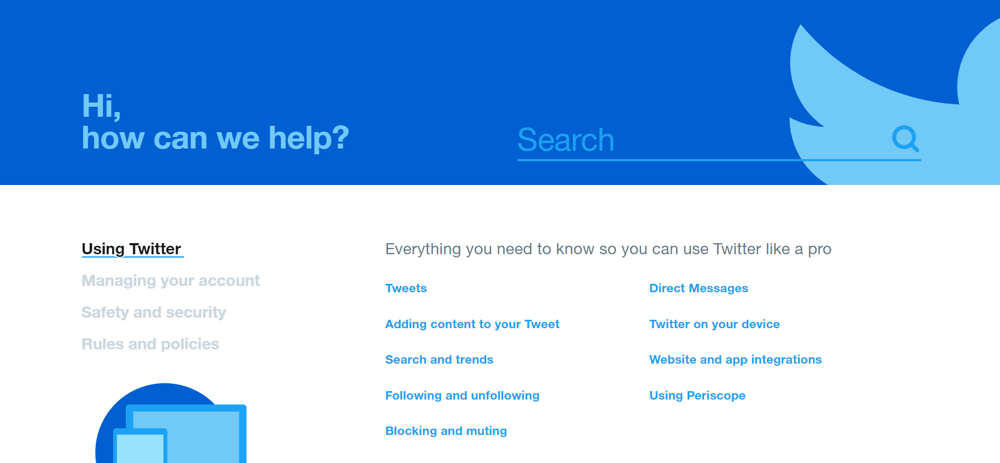 Hi,
how can we help?
Search
Using Twitter
Managing your account
Safety and security
Rules and policies
Everything you need to know so you can use Twitter like a pro
Tweets
Adding content to your Tweet
Search and trends
Following and unfollowing
Blocking and muting
Direct Messages
Twitter on your device
Website and app integrations
Using Periscope